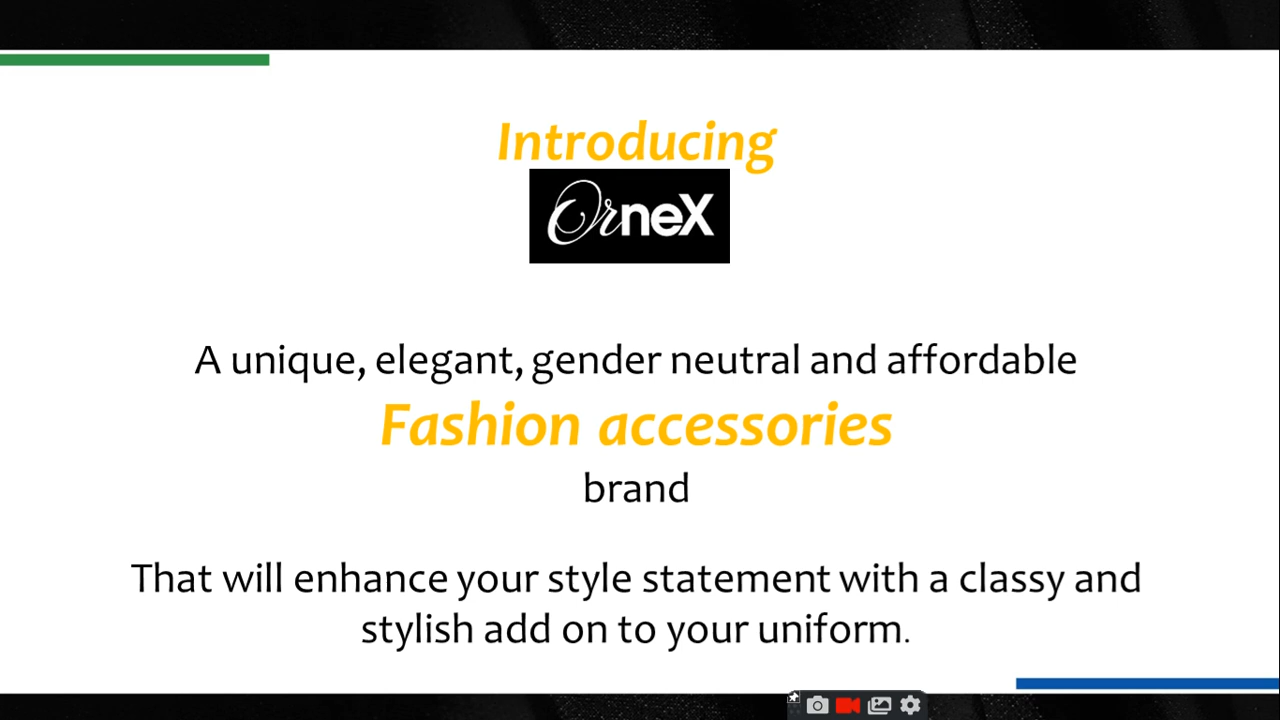 Introducing
OrneX
A unique, elegant, gender neutral and affordable
Fashion accessories
brand
That will enhance your style statement with a classy and
stylish add on to your uniform.